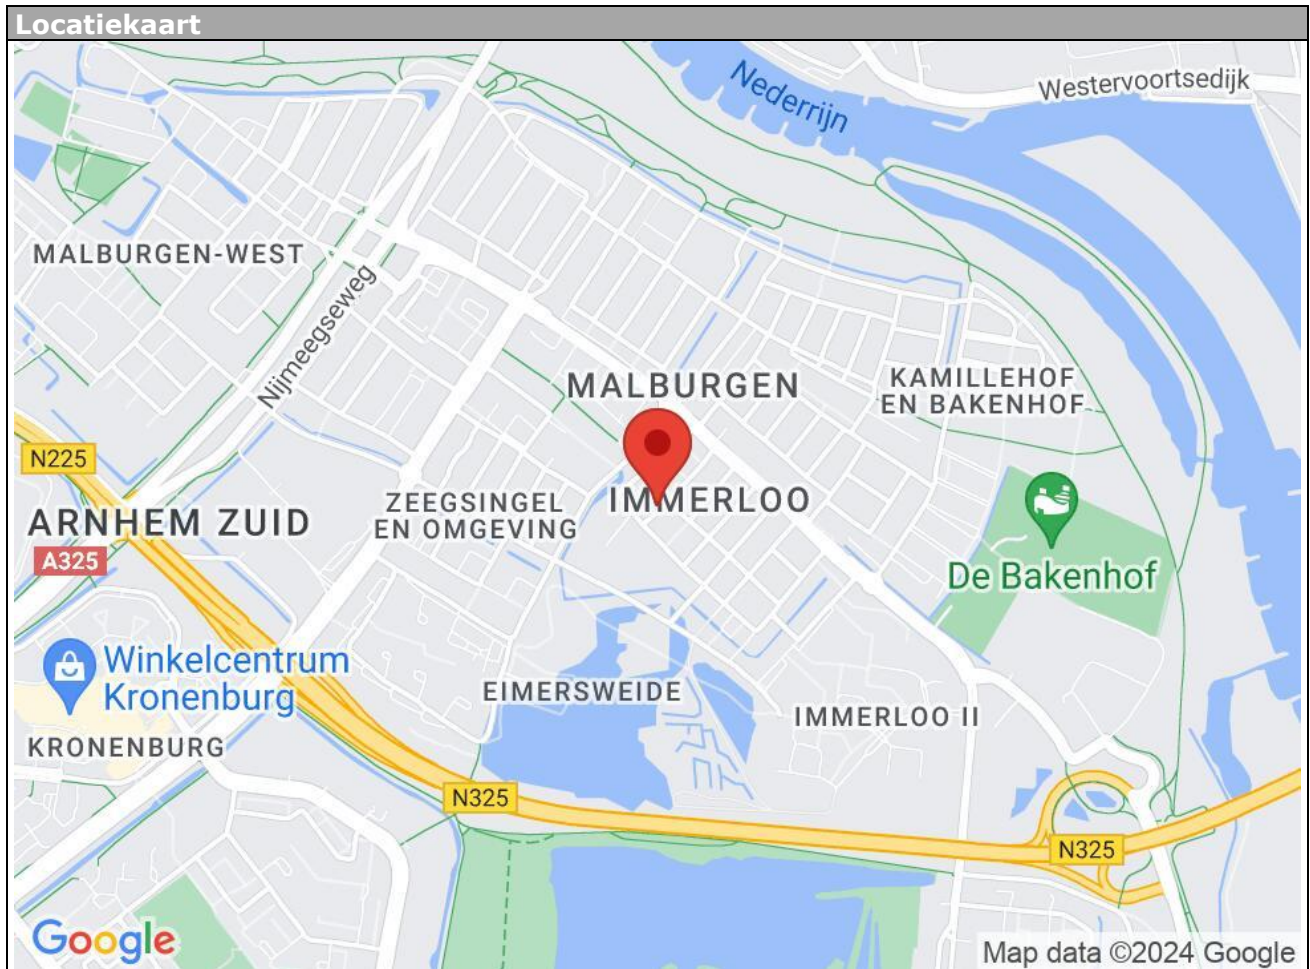 Locatiekaart
Nederrijn
Westervoortsedijk
MALBURGEN-WEST
Nijmeegseweg
MALBURGEN
KAMILLEHOF
EN BAKENHOF
N225
ZEEGSINGEL
EN OMGEVING
IMMERLOO
ARNHEM ZUID
A325
De Bakenhof
Winkelcentrum
Kronenburg
EIMERSWEIDE
IMMERLOO II
KRONENBURG
N325
N325
Google
Map data ©2024 Google